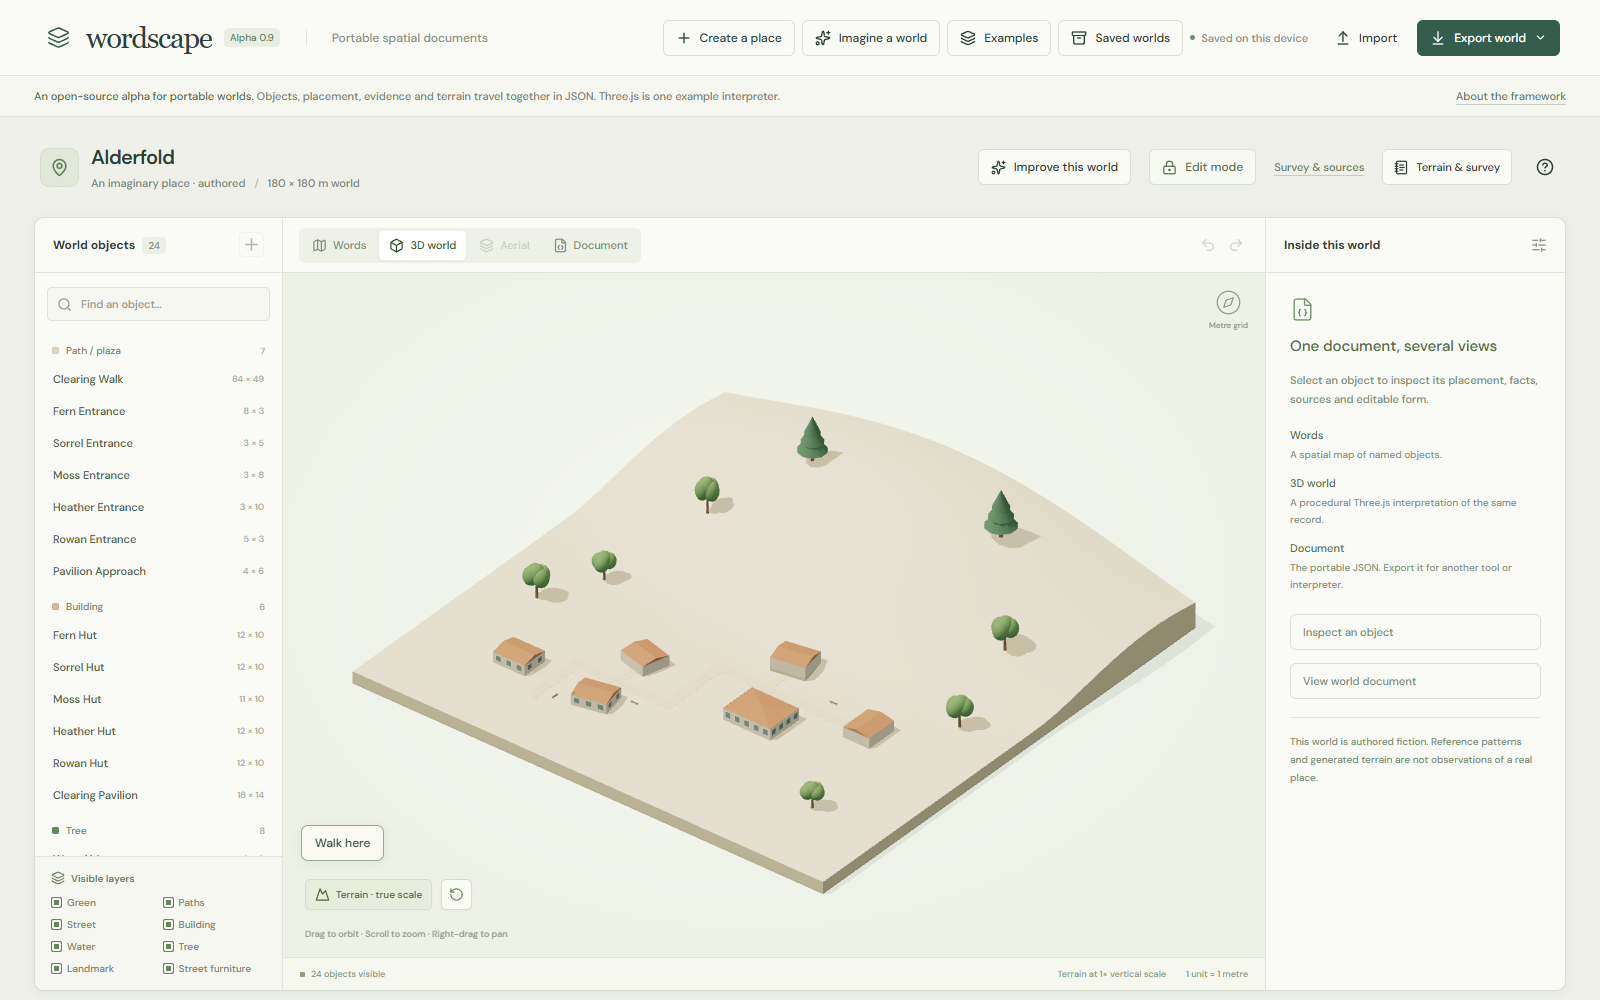 wordscape
Alpha 0.9
Portable spatial documents
Create a place
Imagine a world
Examples
Saved worlds
Saved on this device
Import
Export world
An open-source alpha for portable worlds. Objects, placement, evidence and terrain travel together in JSON. Three.js is one example interpreter.
About the framework
Alderfold
An imaginary place · authored / 180 × 180 m world
Improve this world
Edit mode
Survey & sources
Terrain & survey
World objects 24
Words
3D world
Aerial
Document
Inside this world
Find an object...
Path / plaza 7
Clearing Walk 84 × 49
Fern Entrance 8 × 3
Sorrel Entrance 3 × 5
Moss Entrance 3 × 8
Heather Entrance 3 × 10
Rowan Entrance 5 × 3
Pavilion Approach 4 × 6
Building 6
Fern Hut 12 × 10
Sorrel Hut 12 × 10
Moss Hut 11 × 10
Heather Hut 12 × 10
Rowan Hut 12 × 10
Clearing Pavilion 18 × 14
Tree 8
Visible layers
Green
Paths
Street
Building
Water
Tree
Landmark
Street furniture
Metre grid
Walk here
Terrain · true scale
Drag to orbit · Scroll to zoom · Right-drag to pan
24 objects visible
Terrain at 1× vertical scale
1 unit = 1 metre
One document, several views
Select an object to inspect its placement, facts,
sources and editable form.
Words
A spatial map of named objects.
3D world
A procedural Three.js interpretation of the same
record.
Document
The portable JSON. Export it for another tool or
interpreter.
Inspect an object
View world document
This world is authored fiction. Reference patterns
and generated terrain are not observations of a real
place.